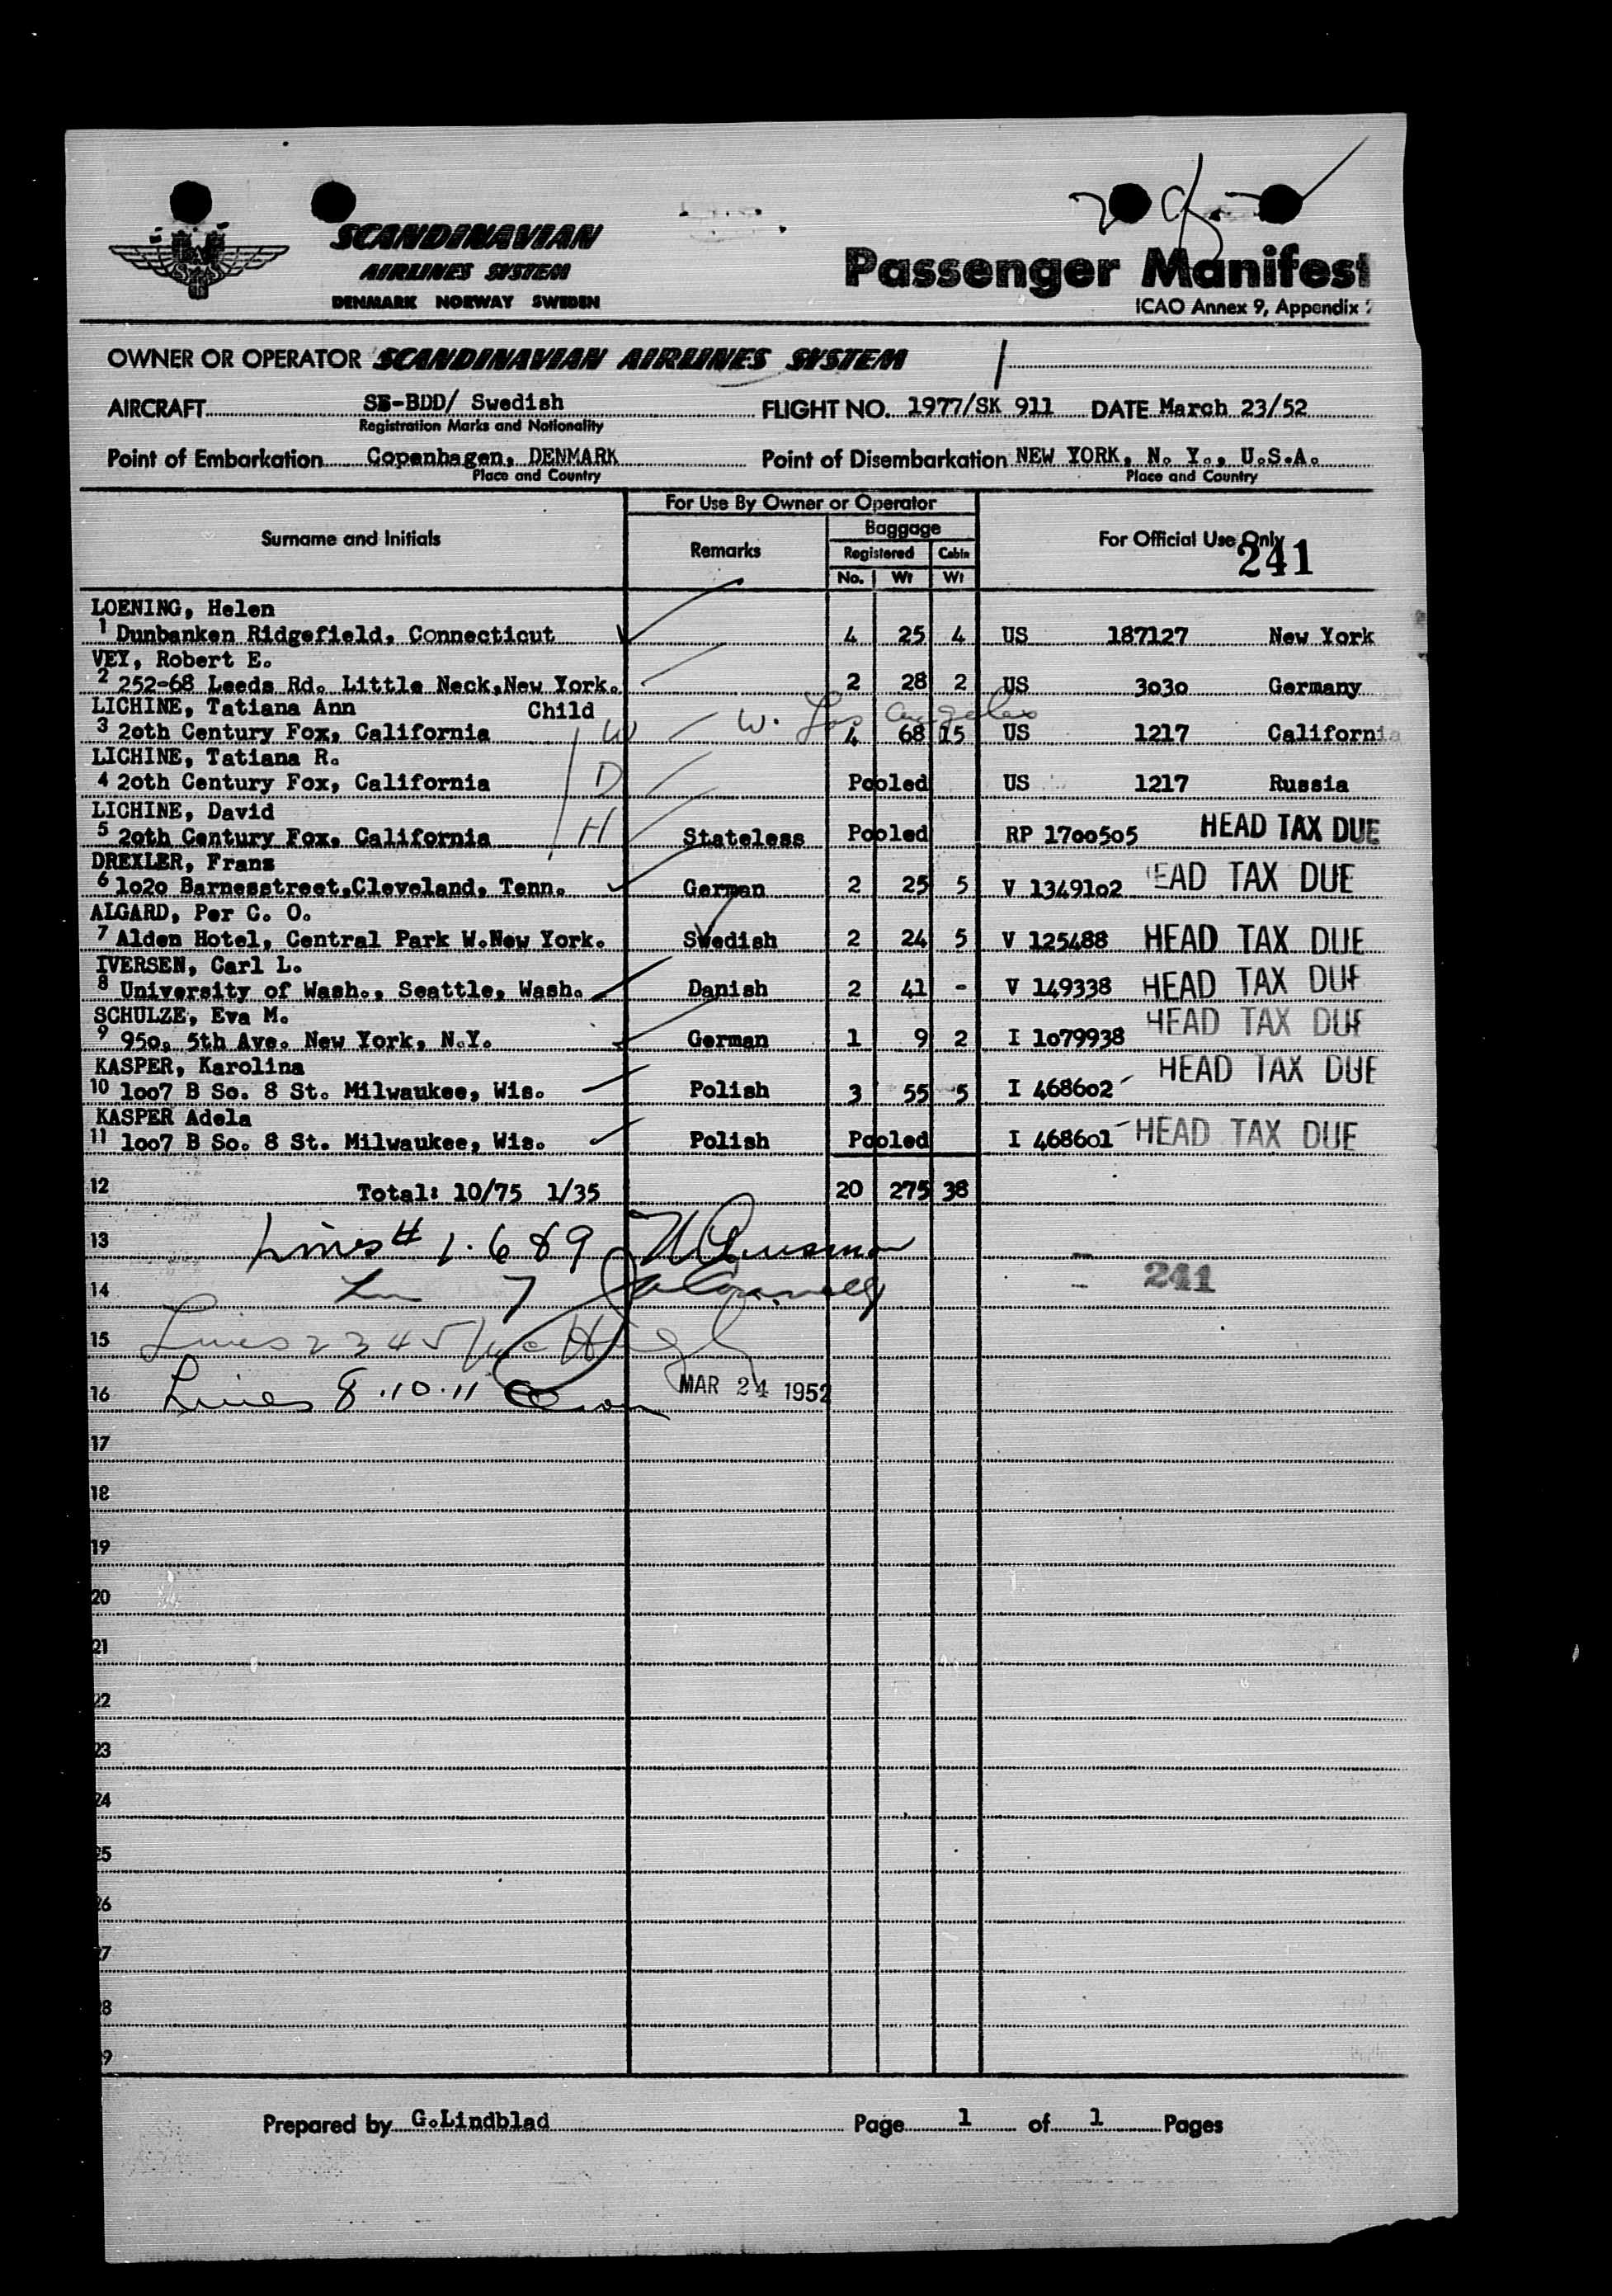 2 of
SCANDINAVIAN
AIRLINES SYSTEM
DENMARK NORWAY SWEDEN
Passenger Manifest
ICAO Annex 9, Appendix
OWNER OR OPERATOR SCANDINAVIAN AIRLINES SYSTEM
AIRCRAFT SE-BDD/ Swedish FLIGHT NO. 1977/SK 911 DATE March 23/52
Registration Marks and Nationality
Point of Embarkation Copenhagen, DENMARK Point of Disembarkation NEW YORK, N. Y., U.S.A.
Place and Country Place and Country
For Use By Owner or Operator
Surname and Initials Remarks Baggage For Official Use Only
Registered Cabin 241
No. Wt Wt
LOENING, Helen
1 Dunbanken Ridgefield, Connecticut 4 25 4 US 187127 New York
VEY, Robert E.
2 252-68 Leeds Rd. Little Neck,New York. 2 28 2 US 3o3o Germany
LICHINE, Tatiana Ann Child W. Los Angeles
3 2oth Century Fox, California W 4 68 15 US 1217 California
LICHINE, Tatiana R.
4 2oth Century Fox, California D Pooled US 1217 Russia
LICHINE, David
5 2oth Century Fox, California H Stateless Pooled RP 17oo5o5 HEAD TAX DUE
DREXLER, Frans
6 1o2o Barnesstreet,Cleveland, Tenn. German 2 25 5 V 13491o2 EAD TAX DUE
ALGARD, Per C. O.
7 Alden Hotel, Central Park W.New York. Swedish 2 24 5 V 125488 HEAD TAX DUE
IVERSEN, Carl L.
8 University of Wash., Seattle, Wash. Danish 2 41 - V 149338 HEAD TAX DUE
SCHULZE, Eva M.
9 95o, 5th Ave. New York, N.Y. German 1 9 2 I 1o79938 HEAD TAX DUE
KASPER, Karolina
10 1oo7 B So. 8 St. Milwaukee, Wis. Polish 3 55 5 I 4686o2 HEAD TAX DUE
KASPER Adela
11 1oo7 B So. 8 St. Milwaukee, Wis. Polish Pooled I 4686o1 HEAD TAX DUE
12 Total: 10/75 1/35 20 275 38
13 Lines # 1. 6 & 9
14 7 241
15 Lines 2 3 4 5
16 Lines 8 . 10 . 11 MAR 24 1952
17
18
19
20
21
22
23
24
25
26
27
28
29
Prepared by G.Lindblad Page 1 of 1 Pages